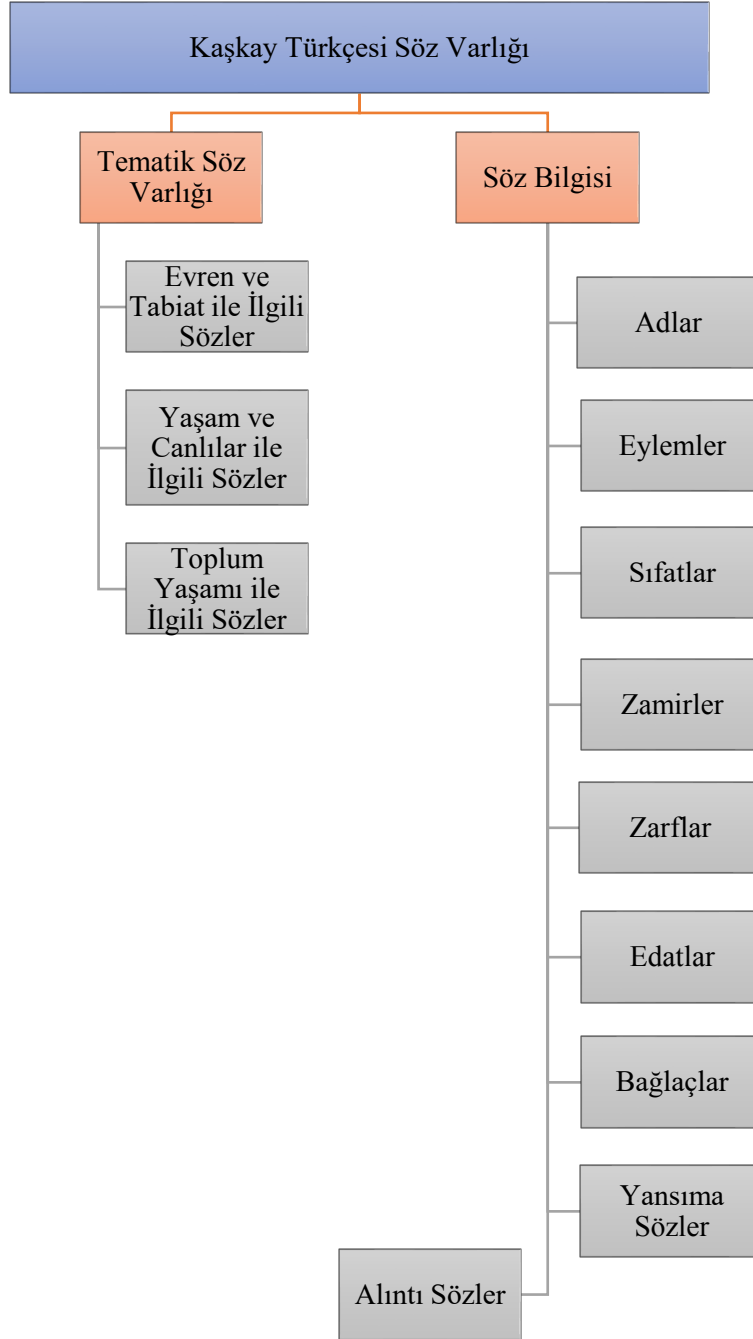 Kaşkay Türkçesi Söz Varlığı
Tematik Söz
Varlığı
Evren ve
Tabiat ile İlgili
Sözler
Yaşam ve
Canlılar ile
İlgili Sözler
Toplum
Yaşamı ile
İlgili Sözler
Söz Bilgisi
Adlar
Eylemler
Sıfatlar
Zamirler
Zarflar
Edatlar
Bağlaçlar
Yansıma
Sözler
Alıntı Sözler